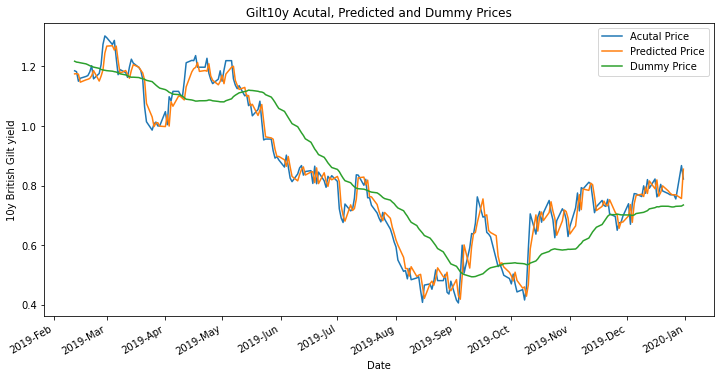 Gilt10y Acutal, Predicted and Dummy Prices
Acutal Price
Predicted Price
Dummy Price
10y British Gilt yield
1.2
1.0
0.8
0.6
0.4
2019-Feb
2019-Mar
2019-Apr
2019-May
2019-Jun
2019-Jul
2019-Aug
2019-Sep
2019-Oct
2019-Nov
2019-Dec
2020-Jan
Date